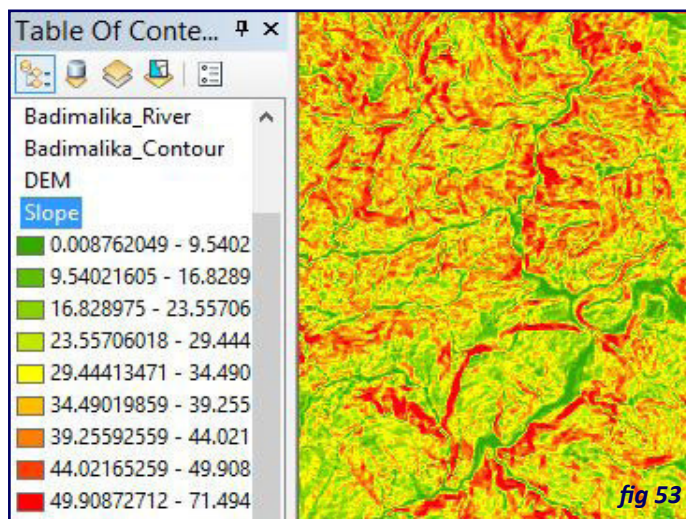 Table Of Conte...
Badimalika_River
Badimalika_Contour
DEM
Slope
0.008762049 - 9.5402
9.54021605 - 16.8289
16.828975 - 23.55706
23.55706018 - 29.444
29.44413471 - 34.490
34.49019859 - 39.255
39.25592559 - 44.021
44.02165259 - 49.908
49.90872712 - 71.494
fig 53